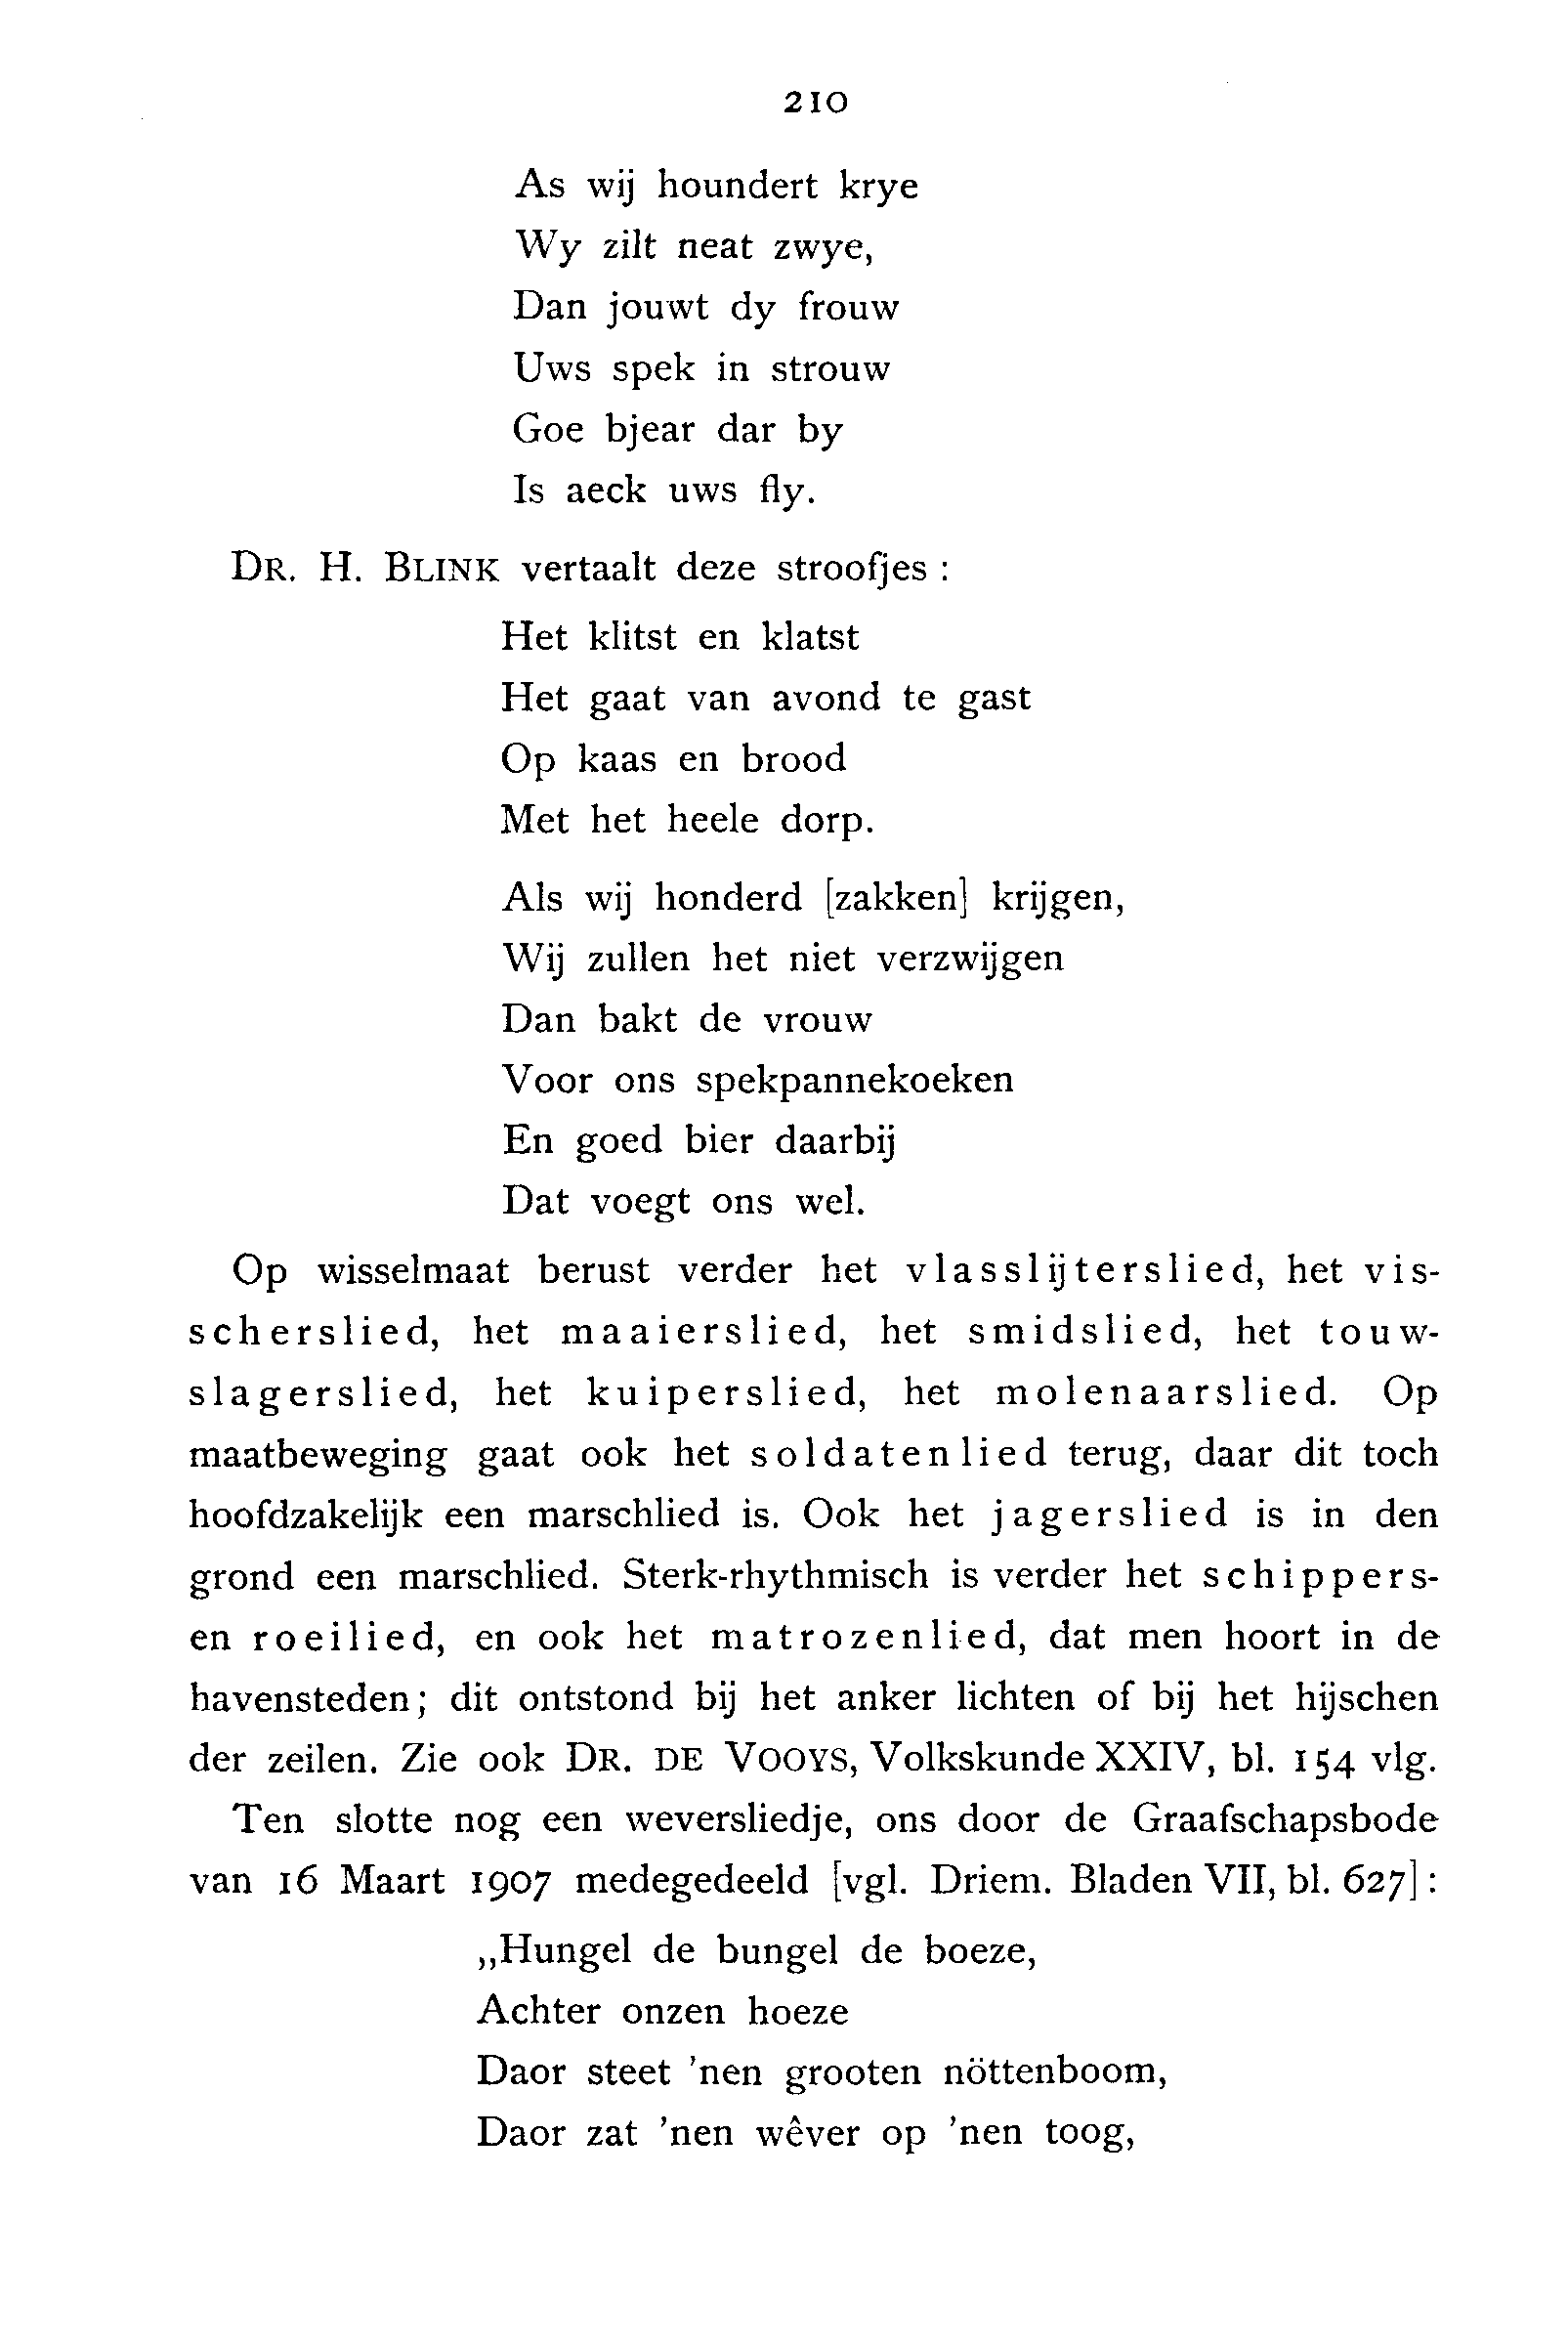 210
As wij houndert krye
Wy zilt neat zwye,
Dan jouwt dy frouw
Uws spek in strouw
Goe bjear dar by
Is aeck uws fly.
DR. H. BLINK vertaalt deze stroofjes :
Het klitst en klatst
Het gaat van avond te gast
Op kaas en brood
Met het heele dorp.
Als wij honderd [zakken] krijgen,
Wij zullen het niet verzwijgen
Dan bakt de vrouw
Voor ons spekpannekoeken
En goed bier daarbij
Dat voegt ons wel.
Op wisselmaat berust verder het vlasslijterslied, het vis-
scherslied, het maaierslied, het smidslied, het touw-
slagerslied, het kuiperslied, het molenaarslied. Op
maatbeweging gaat ook het soldatenlied terug, daar dit toch
hoofdzakelijk een marschlied is. Ook het jagerslied is in den
grond een marschlied. Sterk-rhythmisch is verder het schippers-
en roeilied, en ook het matrozenlied, dat men hoort in de
havensteden; dit ontstond bij het anker lichten of bij het hijschen
der zeilen. Zie ook DR. DE VOOYS, Volkskunde XXIV, bl. 154 vlg.
Ten slotte nog een weversliedje, ons door de Graafschapsbode
van 16 Maart 1907 medegedeeld [vgl. Driem. Bladen VII, bl. 627] :
„Hungel de bungel de boeze,
Achter onzen hoeze
Daor steet 'nen grooten nöttenboom,
Daor zat 'nen wêver op 'nen toog,